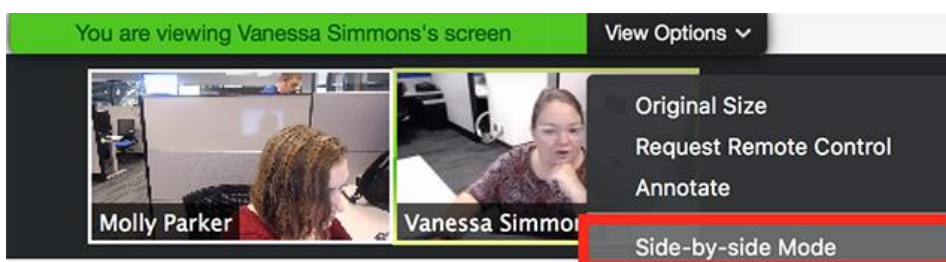 You are viewing Vanessa Simmons's screen
View Options
Original Size
Request Remote Control
Annotate
Side-by-side Mode
Molly Parker
Vanessa Simmo